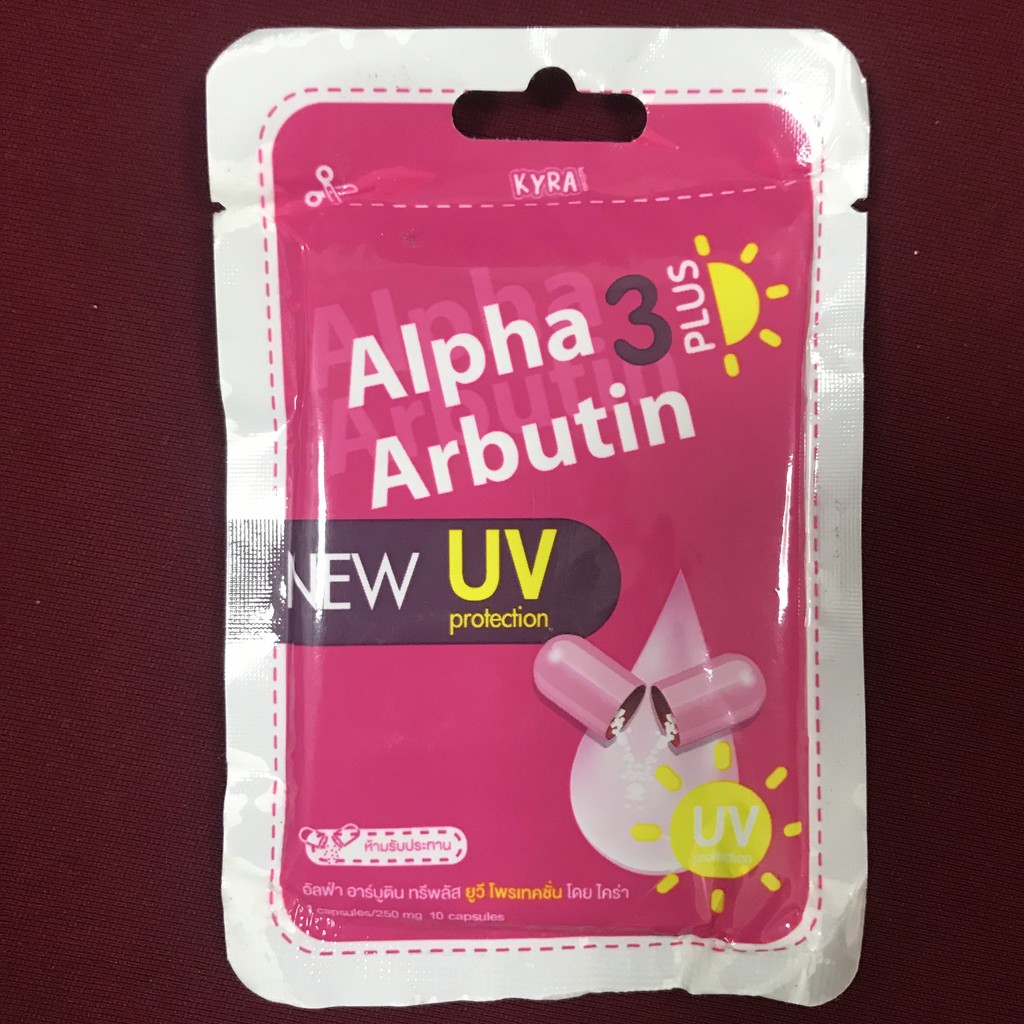 KYRA
Alpha 3 PLUS
Arbutin
NEW UV
protection
UV
protection
ห้ามรับประทาน
อัลฟ่า อาร์บูติน ทรีพลัส ยูวี โพรเทคชั่น โดย ไคร่า
capsules/250 mg 10 capsules